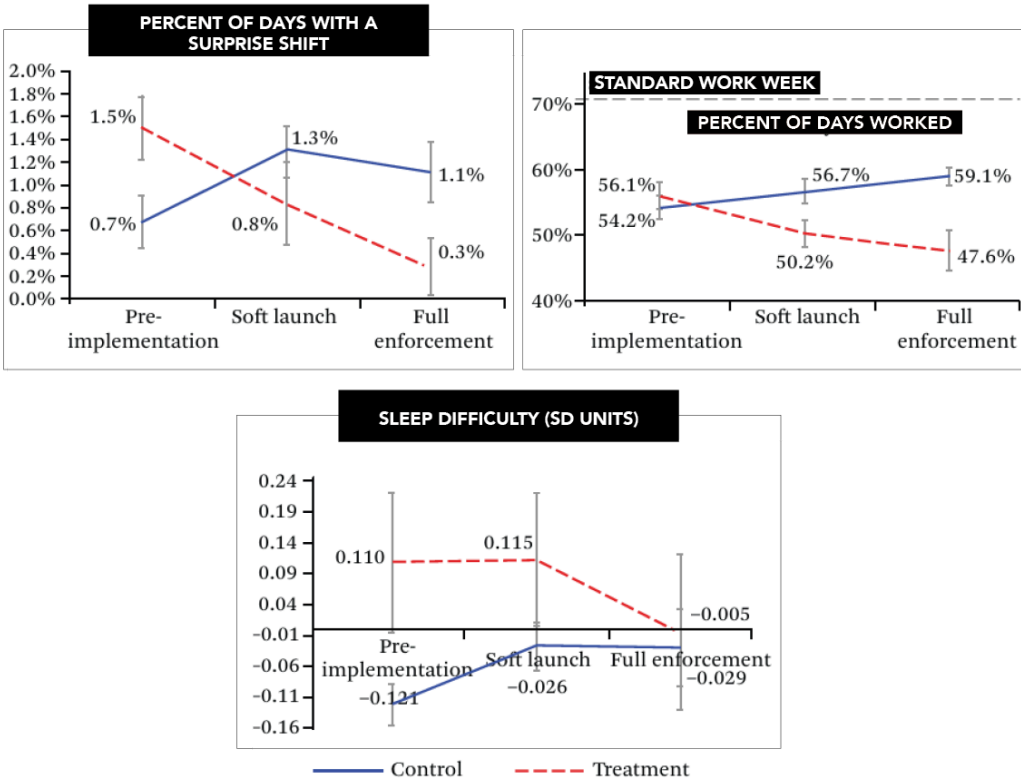 PERCENT OF DAYS WITH A
SURPRISE SHIFT
2.0%
1.8%
1.6%
1.4%
1.2%
1.0%
0.8%
0.6%
0.4%
0.2%
0.0%
1.5%
0.7%
1.3%
0.8%
1.1%
0.3%
Pre-
implementation
Soft launch
Full
enforcement
STANDARD WORK WEEK
PERCENT OF DAYS WORKED
70%
60%
50%
40%
56.1%
54.2%
56.7%
50.2%
59.1%
47.6%
Pre-
implementation
Soft launch
Full
enforcement
SLEEP DIFFICULTY (SD UNITS)
0.24
0.19
0.14
0.09
0.04
−0.01
−0.06
−0.11
−0.16
0.110
0.115
−0.005
−0.121
−0.026
−0.029
Pre-
implementation
Soft launch
Full enforcement
Control
Treatment